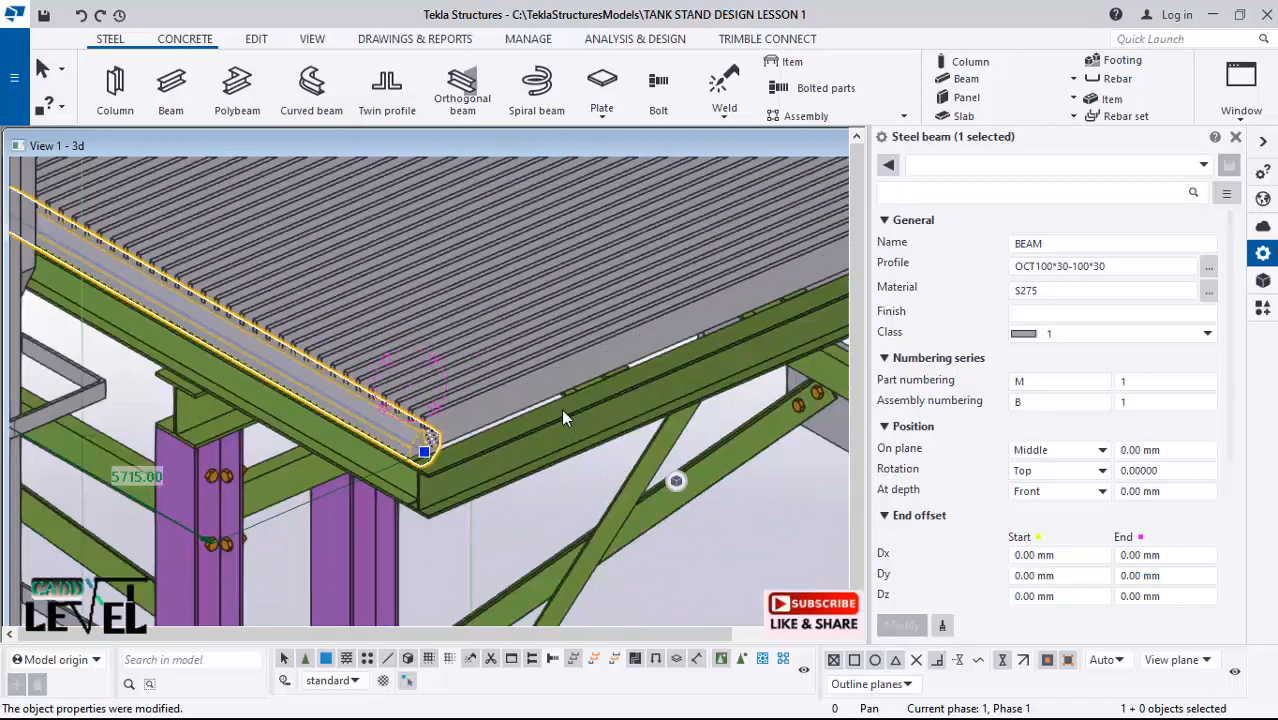 Tekla Structures - C:\TeklaStructuresModels\TANK STAND DESIGN LESSON 1
Log in
STEEL CONCRETE EDIT VIEW DRAWINGS & REPORTS MANAGE ANALYSIS & DESIGN TRIMBLE CONNECT
Quick Launch
Column Beam Polybeam Curved beam Twin profile Orthogonal beam Spiral beam Plate Bolt Weld
Item
Bolted parts
Assembly
Column
Beam
Panel
Slab
Footing
Rebar
Item
Rebar set
Window
View 1 - 3d
Steel beam (1 selected)
General
Name BEAM
Profile OCT100*30-100*30 ...
Material S275 ...
Finish
Class 1
Numbering series
Part numbering M 1
Assembly numbering B 1
Position
On plane Middle 0.00 mm
Rotation Top 0.00000
At depth Front 0.00 mm
End offset
Start End
Dx 0.00 mm 0.00 mm
Dy 0.00 mm 0.00 mm
Dz 0.00 mm 0.00 mm
Modify
5715.00
CADD
LEVEL
SUBSCRIBE
LIKE & SHARE
Model origin
Search in model
standard
Auto
View plane
Outline planes
The object properties were modified.
0 Pan Current phase: 1, Phase 1 1 + 0 objects selected